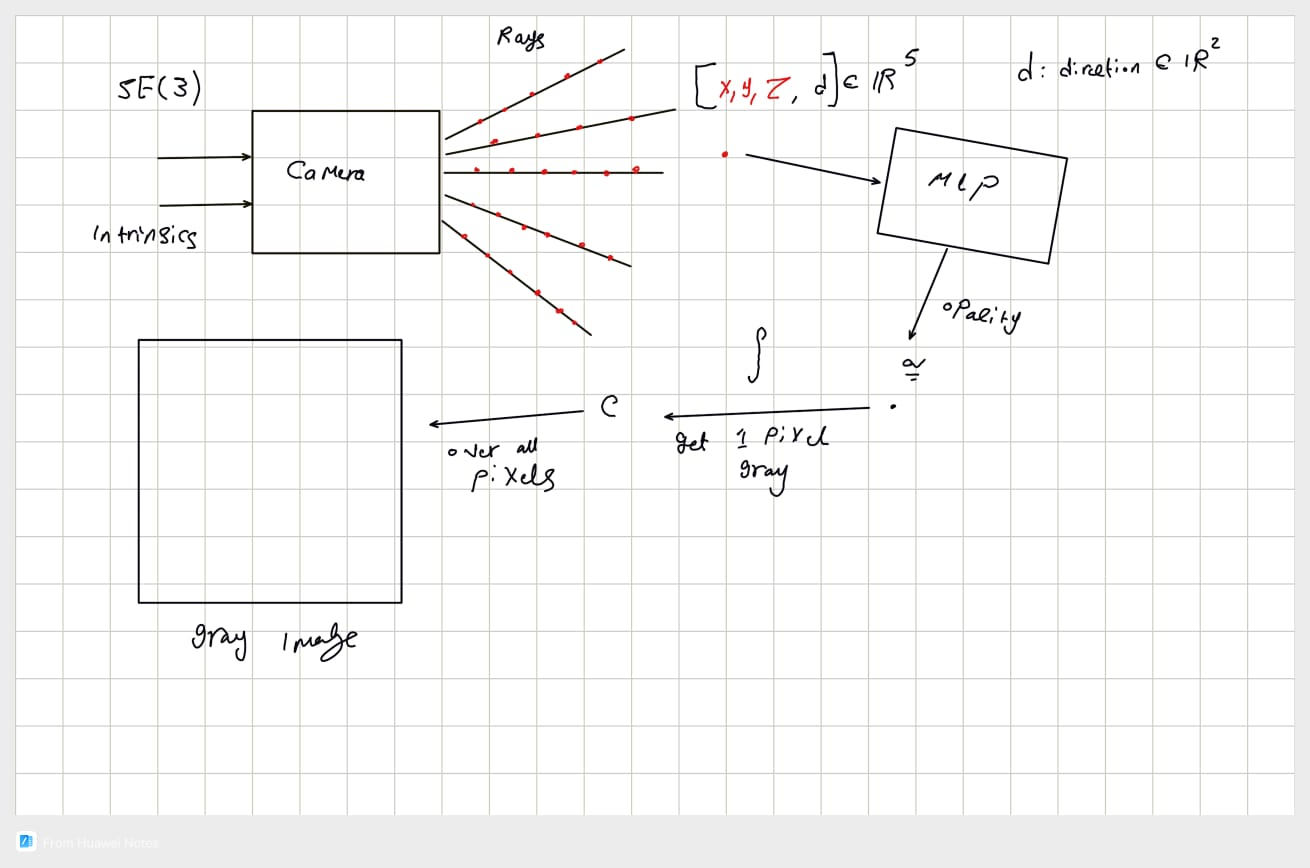 Rays
SE(3)
[x, y, z, d] ∈ ℝ⁵
d: direction ∈ ℝ²
Camera
MLP
Intrinsics
opality
∫
C
get 1 pixel
gray
over all
pixels
gray image
From Huawei Notes